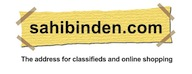 sahibinden.com
The address for classifieds and online shopping